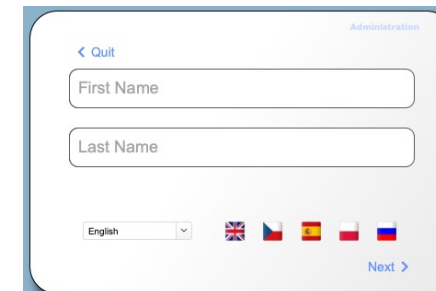 Administration
Quit
First Name
Last Name
English
Next